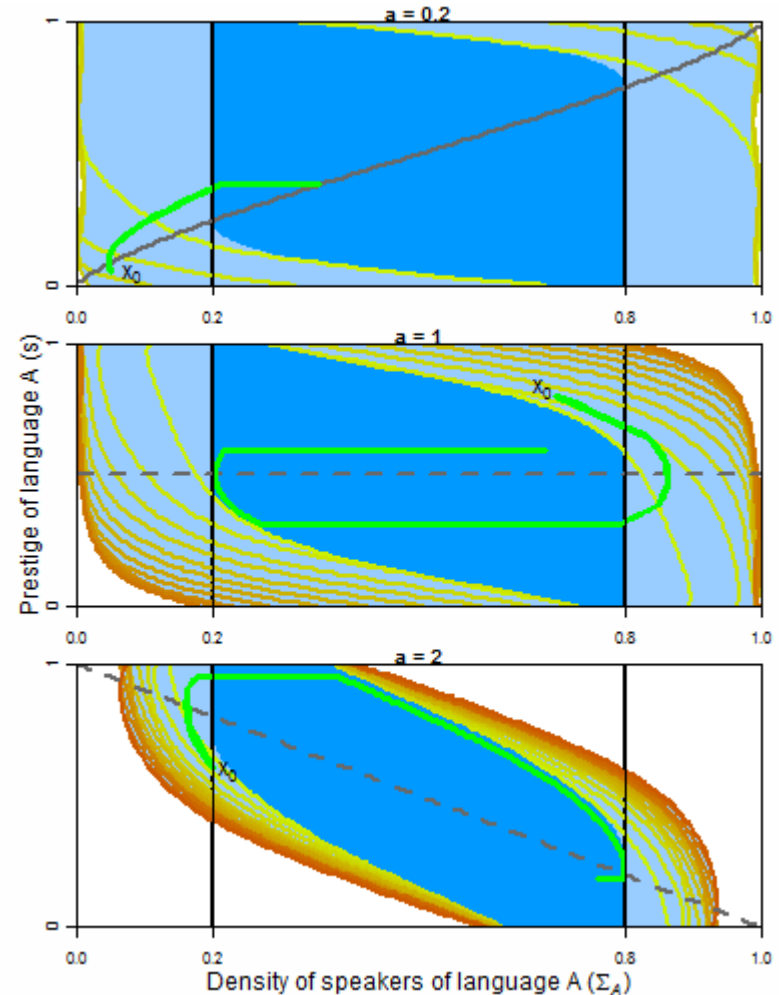 a = 0.2
1
X0
0
0.0 0.2 0.8 1.0
a = 1
1
X0
0
0.0 0.2 0.8 1.0
a = 2
1
X0
0
0.0 0.2 0.8 1.0
Prestige of language A (s)
Density of speakers of language A (ΣA)